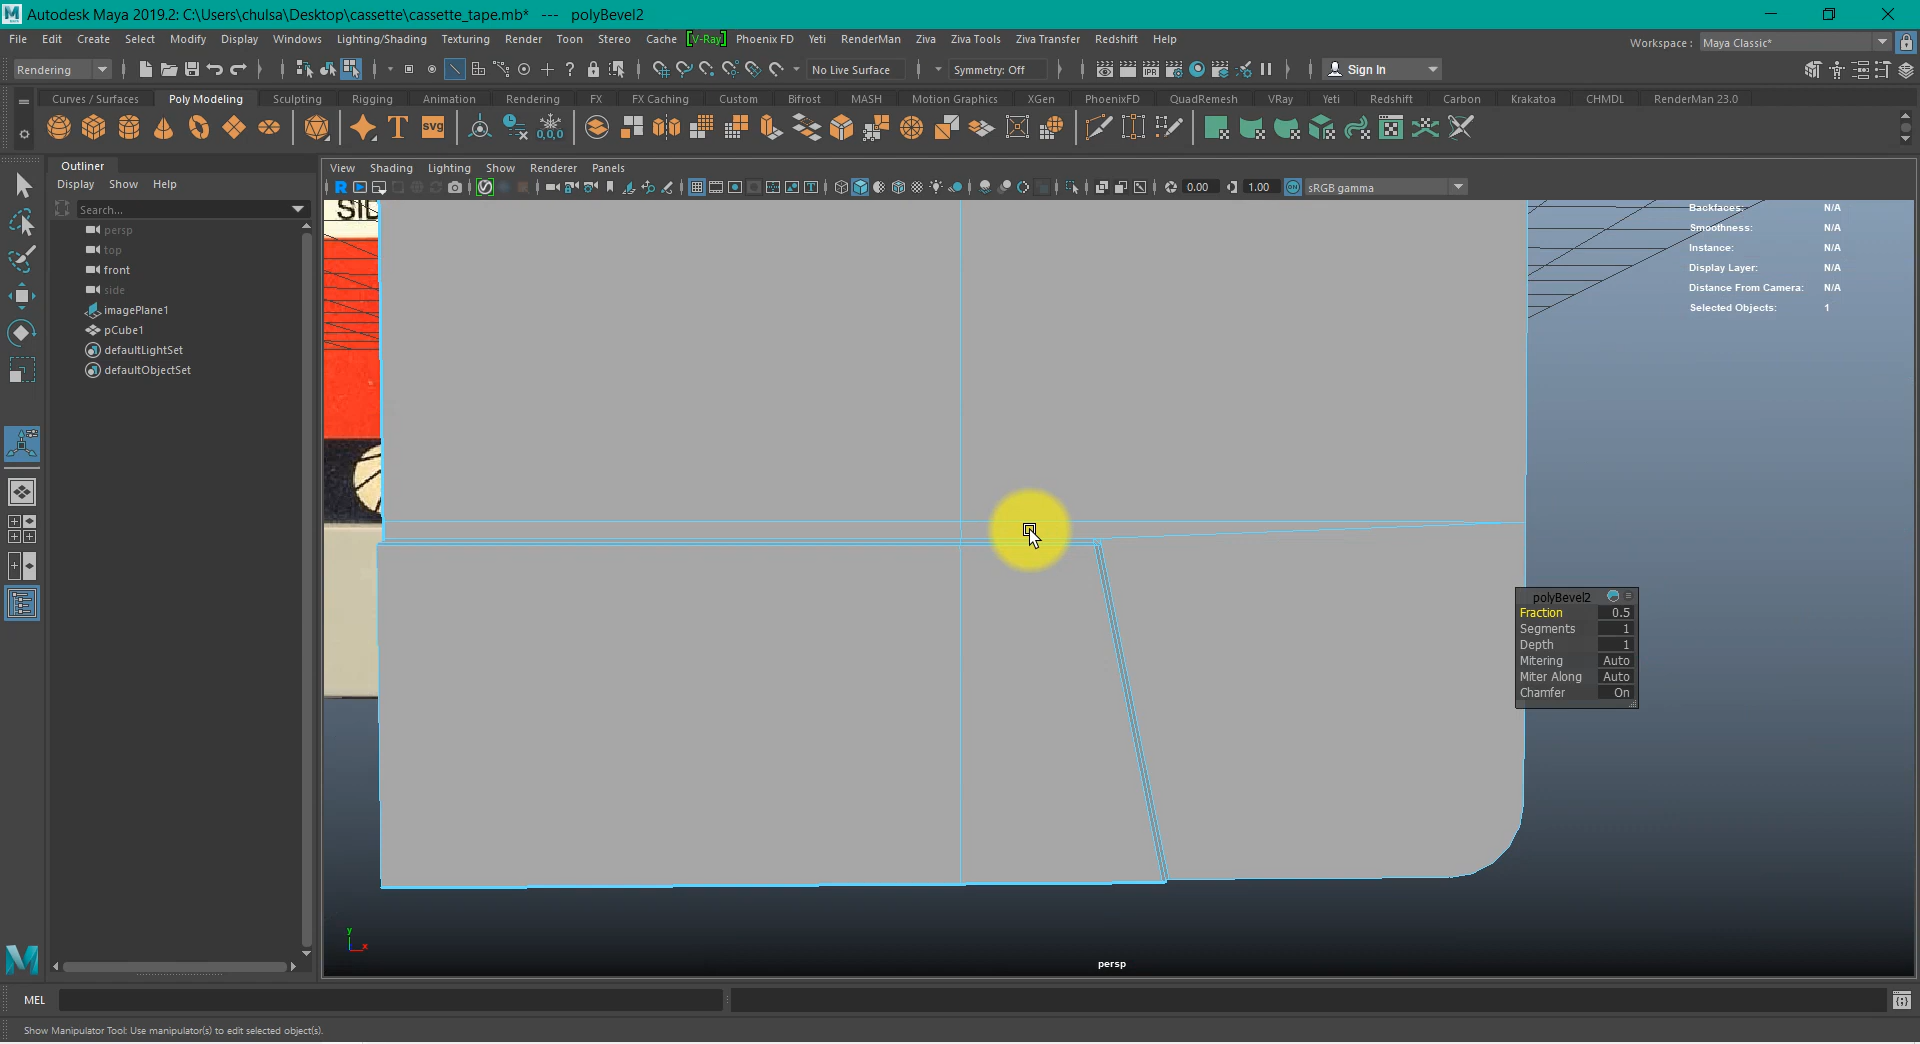 Autodesk Maya 2019.2: C:\Users\chulsa\Desktop\cassette\cassette_tape.mb* --- polyBevel2
File Edit Create Select Modify Display Windows Lighting/Shading Texturing Render Toon Stereo Cache [V-Ray] Phoenix FD Yeti RenderMan Ziva Ziva Tools Ziva Transfer Redshift Help
Workspace : Maya Classic*
Rendering No Live Surface Symmetry: Off Sign In
Curves / Surfaces Poly Modeling Sculpting Rigging Animation Rendering FX FX Caching Custom Bifrost MASH Motion Graphics XGen PhoenixFD QuadRemesh VRay Yeti Redshift Carbon Krakatoa CHMDL RenderMan 23.0
T SVG 0,0,0
Outliner
Display Show Help
Search...
persp
top
front
side
imagePlane1
pCube1
defaultLightSet
defaultObjectSet
View Shading Lighting Show Renderer Panels
IPR
R 0.00 1.00 ON sRGB gamma
SIL
Backfaces: N/A
Smoothness: N/A
Instance: N/A
Display Layer: N/A
Distance From Camera: N/A
Selected Objects: 1
polyBevel2
Fraction 0.5
Segments 1
Depth 1
Mitering Auto
Miter Along Auto
Chamfer On
y
x
persp
MEL
Show Manipulator Tool: Use manipulator(s) to edit selected object(s).